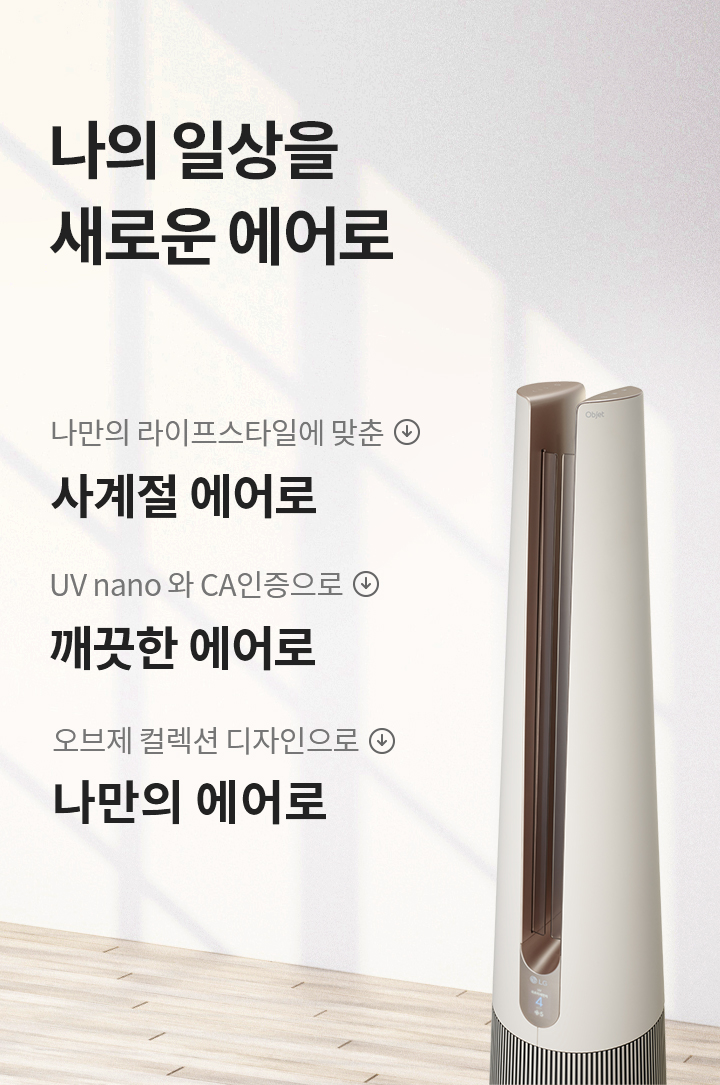 나의 일상을
새로운 에어로
나만의 라이프스타일에 맞춘
사계절 에어로
UV nano 와 CA인증으로
깨끗한 에어로
오브제 컬렉션 디자인으로
나만의 에어로
Objet
LG
4